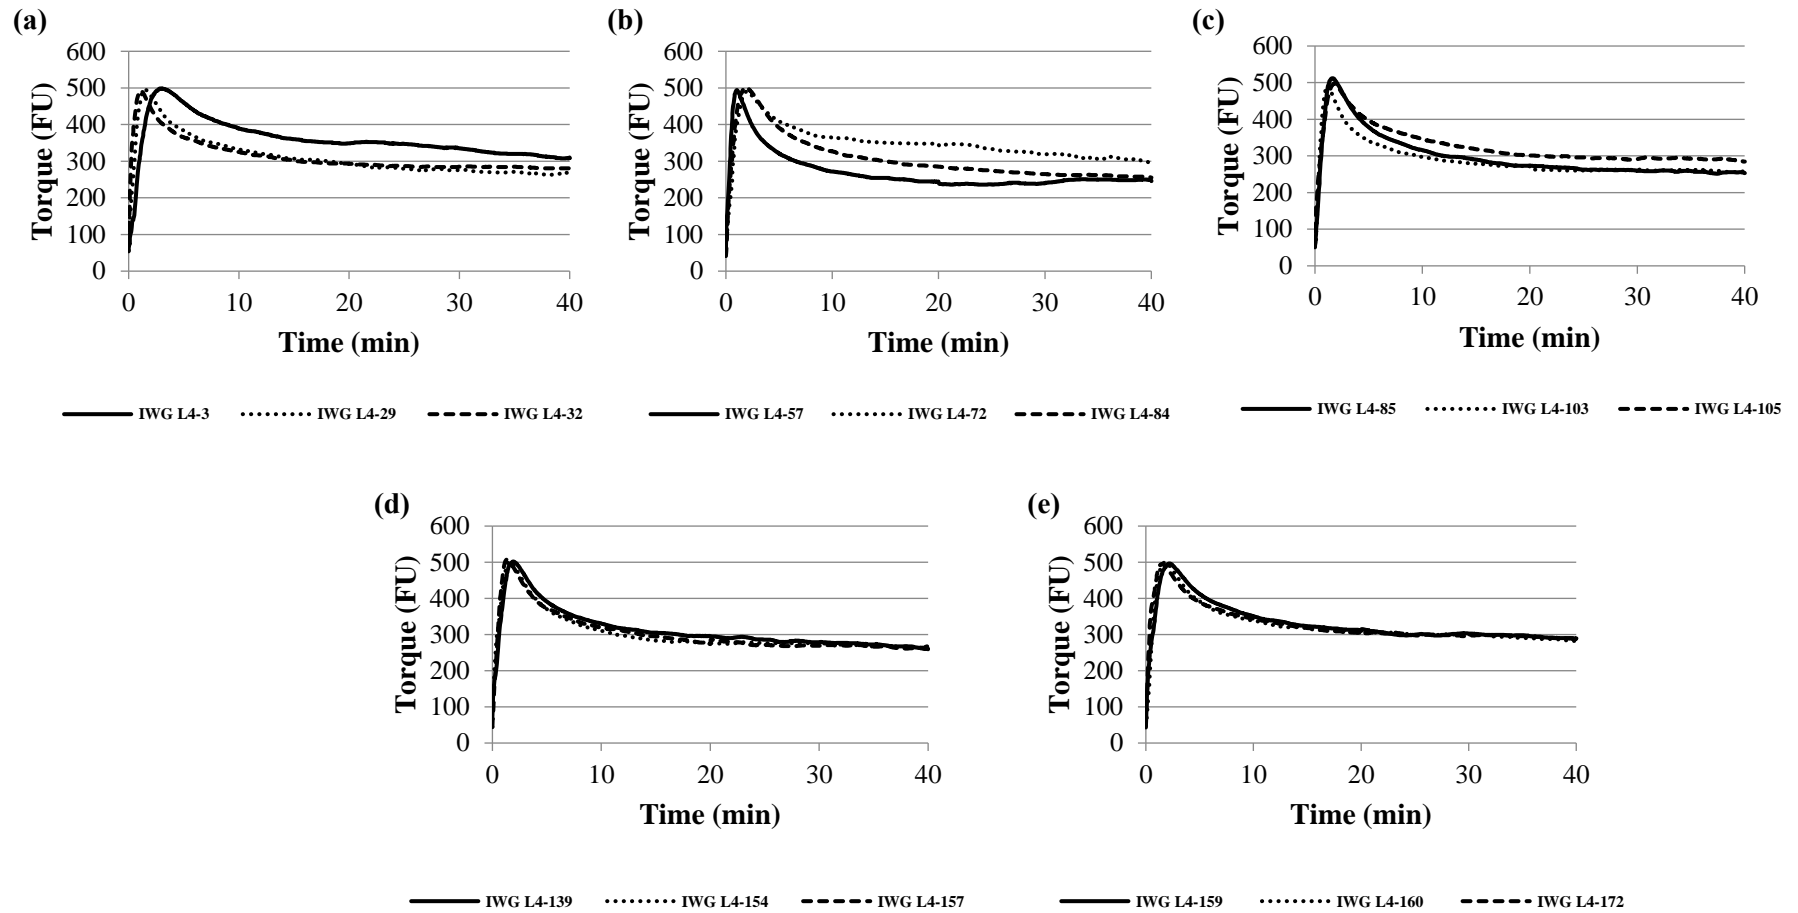 (a)
600
500
400
300
200
100
0
Torque (FU)
0 10 20 30 40
Time (min)
IWG L4-3 IWG L4-29 IWG L4-32
(b)
600
500
400
300
200
100
0
Torque (FU)
0 10 20 30 40
Time (min)
IWG L4-57 IWG L4-72 IWG L4-84
(c)
600
500
400
300
200
100
0
Torque (FU)
0 10 20 30 40
Time (min)
IWG L4-85 IWG L4-103 IWG L4-105
(d)
600
500
400
300
200
100
0
Torque (FU)
0 10 20 30 40
Time (min)
IWG L4-139 IWG L4-154 IWG L4-157
(e)
600
500
400
300
200
100
0
Torque (FU)
0 10 20 30 40
Time (min)
IWG L4-159 IWG L4-160 IWG L4-172